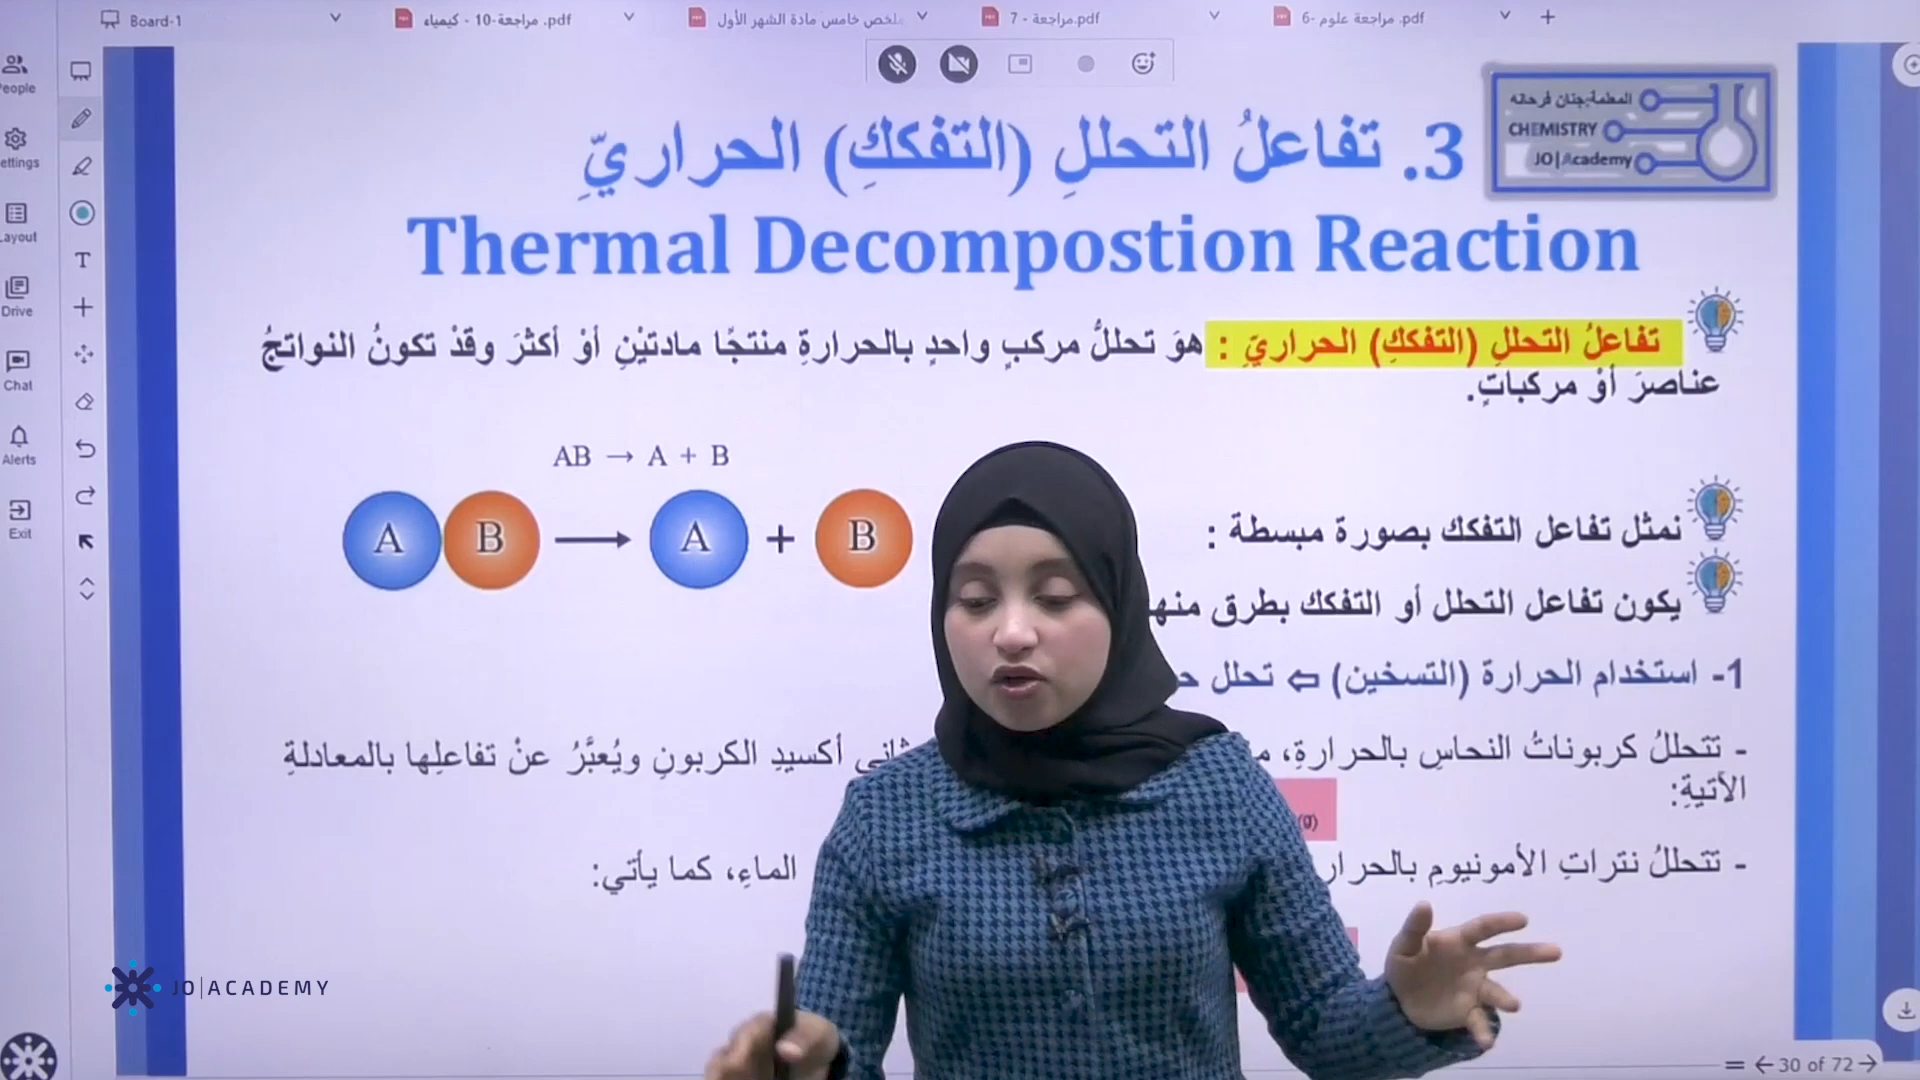 Board-1
مراجعة-10 - كيمياء .pdf
ملخص خامس مادة الشهر الأول
مراجعة - 7.pdf
مراجعة علوم -6 .pdf
People
Settings
Layout
Drive
Chat
Alerts
Exit
T
المعلمة:جنان فرحانه
CHEMISTRY
JO|Academy
3. تفاعلُ التحللِ (التفككِ) الحراريِّ
Thermal Decompostion Reaction
تفاعلُ التحللِ (التفككِ) الحراريِّ : هوَ تحللُ مركبٍ واحدٍ بالحرارةِ منتجًا مادتيْنِ أوْ أكثرَ وقدْ تكونُ النواتجُ
عناصرَ أوْ مركباتٍ.
AB → A + B
A B → A + B
نمثل تفاعل التفكك بصورة مبسطة :
يكون تفاعل التحلل أو التفكك بطرق منها
1- استخدام الحرارة (التسخين) ⇦ تحلل
- تتحللُ كربوناتُ النحاسِ بالحرارةِ، ثاني أكسيدِ الكربونِ ويُعبَّرُ عنْ تفاعلِها بالمعادلةِ
الآتيةِ:
(g)
- تتحللُ نتراتِ الأمونيومِ الماءِ، كما يأتي:
JO|ACADEMY
30 of 72